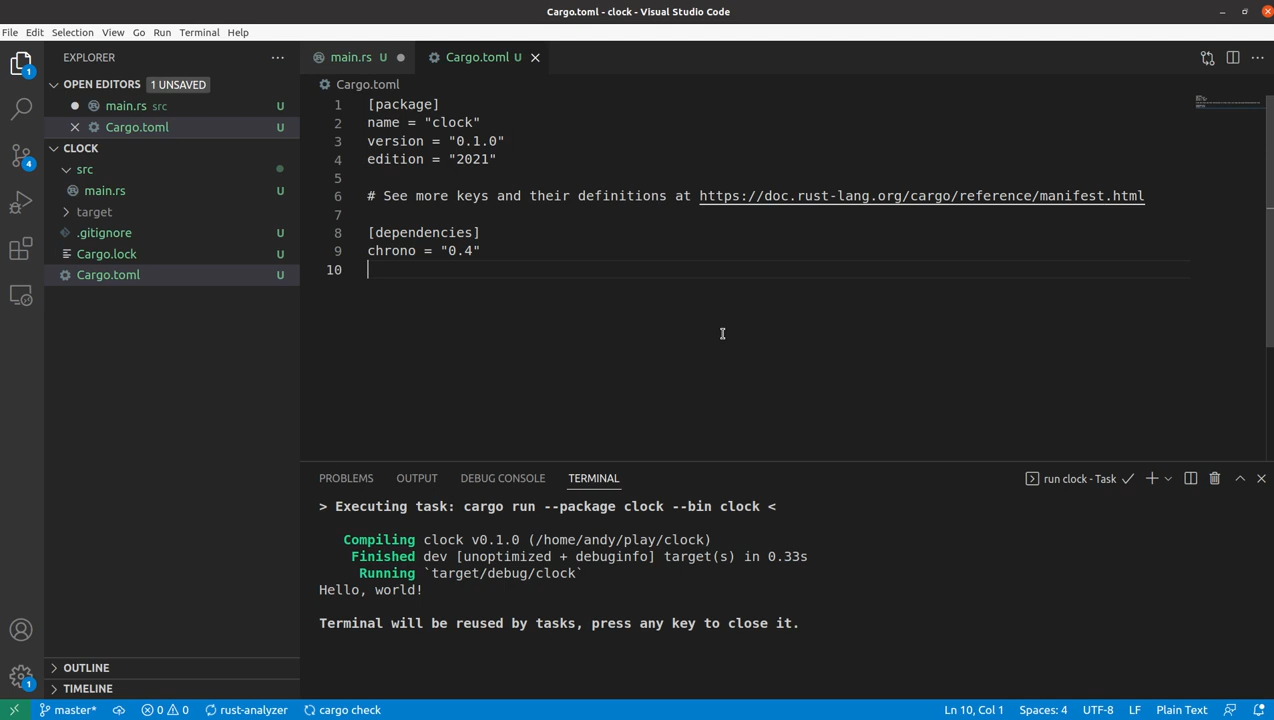 Cargo.toml - clock - Visual Studio Code
File Edit Selection View Go Run Terminal Help
EXPLORER
OPEN EDITORS 1 UNSAVED
main.rs src U
Cargo.toml U
CLOCK
src
main.rs U
target
.gitignore U
Cargo.lock U
Cargo.toml U
OUTLINE
TIMELINE
1
4
1
main.rs U
Cargo.toml U
Cargo.toml
1 [package]
2 name = "clock"
3 version = "0.1.0"
4 edition = "2021"
5
6 # See more keys and their definitions at https://doc.rust-lang.org/cargo/reference/manifest.html
7
8 [dependencies]
9 chrono = "0.4"
10
PROBLEMS OUTPUT DEBUG CONSOLE TERMINAL
run clock - Task
> Executing task: cargo run --package clock --bin clock <
Compiling clock v0.1.0 (/home/andy/play/clock)
Finished dev [unoptimized + debuginfo] target(s) in 0.33s
Running `target/debug/clock`
Hello, world!
Terminal will be reused by tasks, press any key to close it.
master* 0 0 rust-analyzer cargo check Ln 10, Col 1 Spaces: 4 UTF-8 LF Plain Text